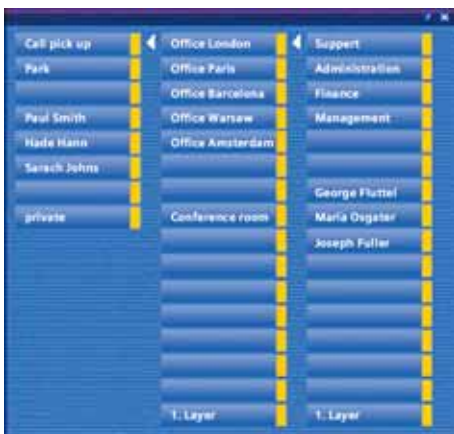 Call pick up
Park
Paul Smith
Hade Hann
Sarach Johns
private
Office London
Office Paris
Office Barcelona
Office Warsaw
Office Amsterdam
Conference room
1. Layer
Support
Administration
Finance
Management
George Fluttel
Maria Osgater
Joseph Fuller
1. Layer